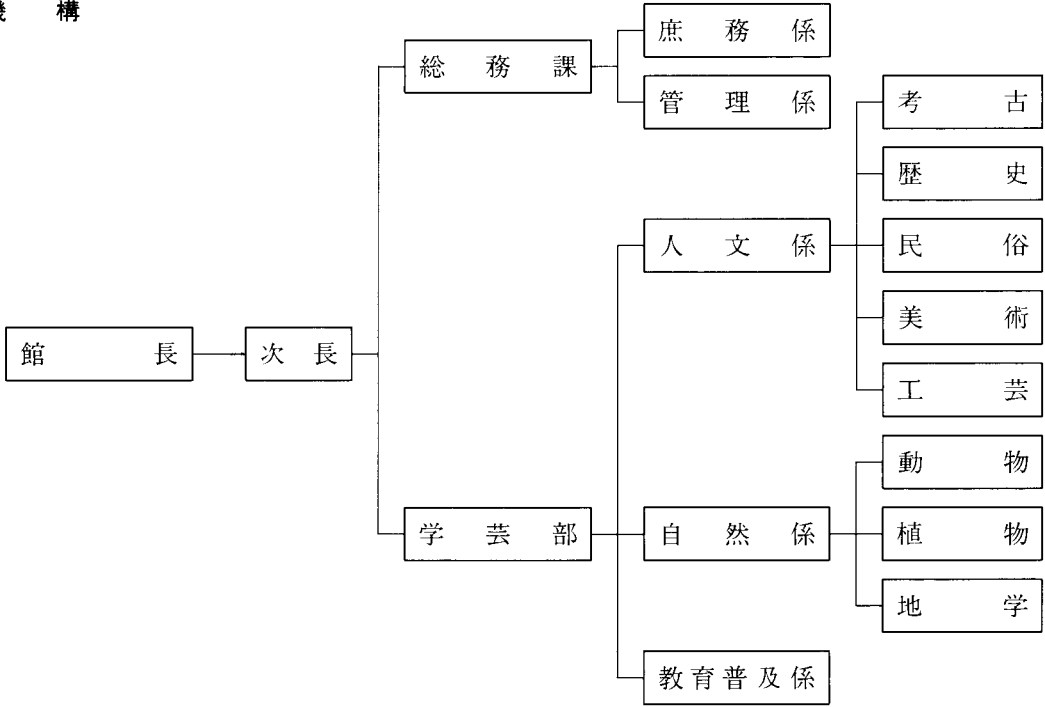 機構
館長
次長
総務課
庶務係
管理係
学芸部
人文係
考古
歴史
民俗
美術
工芸
自然係
動物
植物
地学
教育普及係